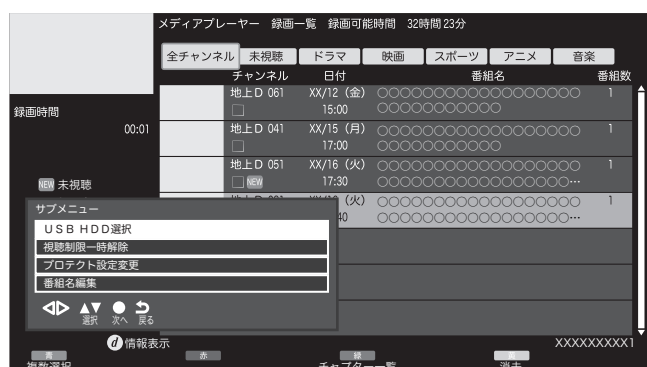 メディアプレーヤー 録画一覧 録画可能時間 32時間23分
全チャンネル 未視聴 ドラマ 映画 スポーツ アニメ 音楽
チャンネル 日付 番組名 番組数
地上D 061 XX/12（金） ○○○○○○○○○○○○○○○○○○ 1
15:00 ○○○○○○○○○○○
録画時間
00:01
地上D 041 XX/15（月） ○○○○○○○○○○○○○○○○○○ 1
17:00 ○○○○○○○○○○○
地上D 051 XX/16（火） ○○○○○○○○○○○○○○○○○○ 1
NEW 17:30 ○○○○○○○○○○○○○○○○○…
NEW 未視聴
（火） ○○○○○○○○○○○○○○○○○○ 1
40 ○○○○○○○○○○○○○○○○○…
サブメニュー
USB HDD選択
視聴制限一時解除
プロテクト設定変更
番組名編集
選択 次へ 戻る
d 情報表示
XXXXXXXXX1
青 赤 緑
複数選択 チャプター一覧 消去